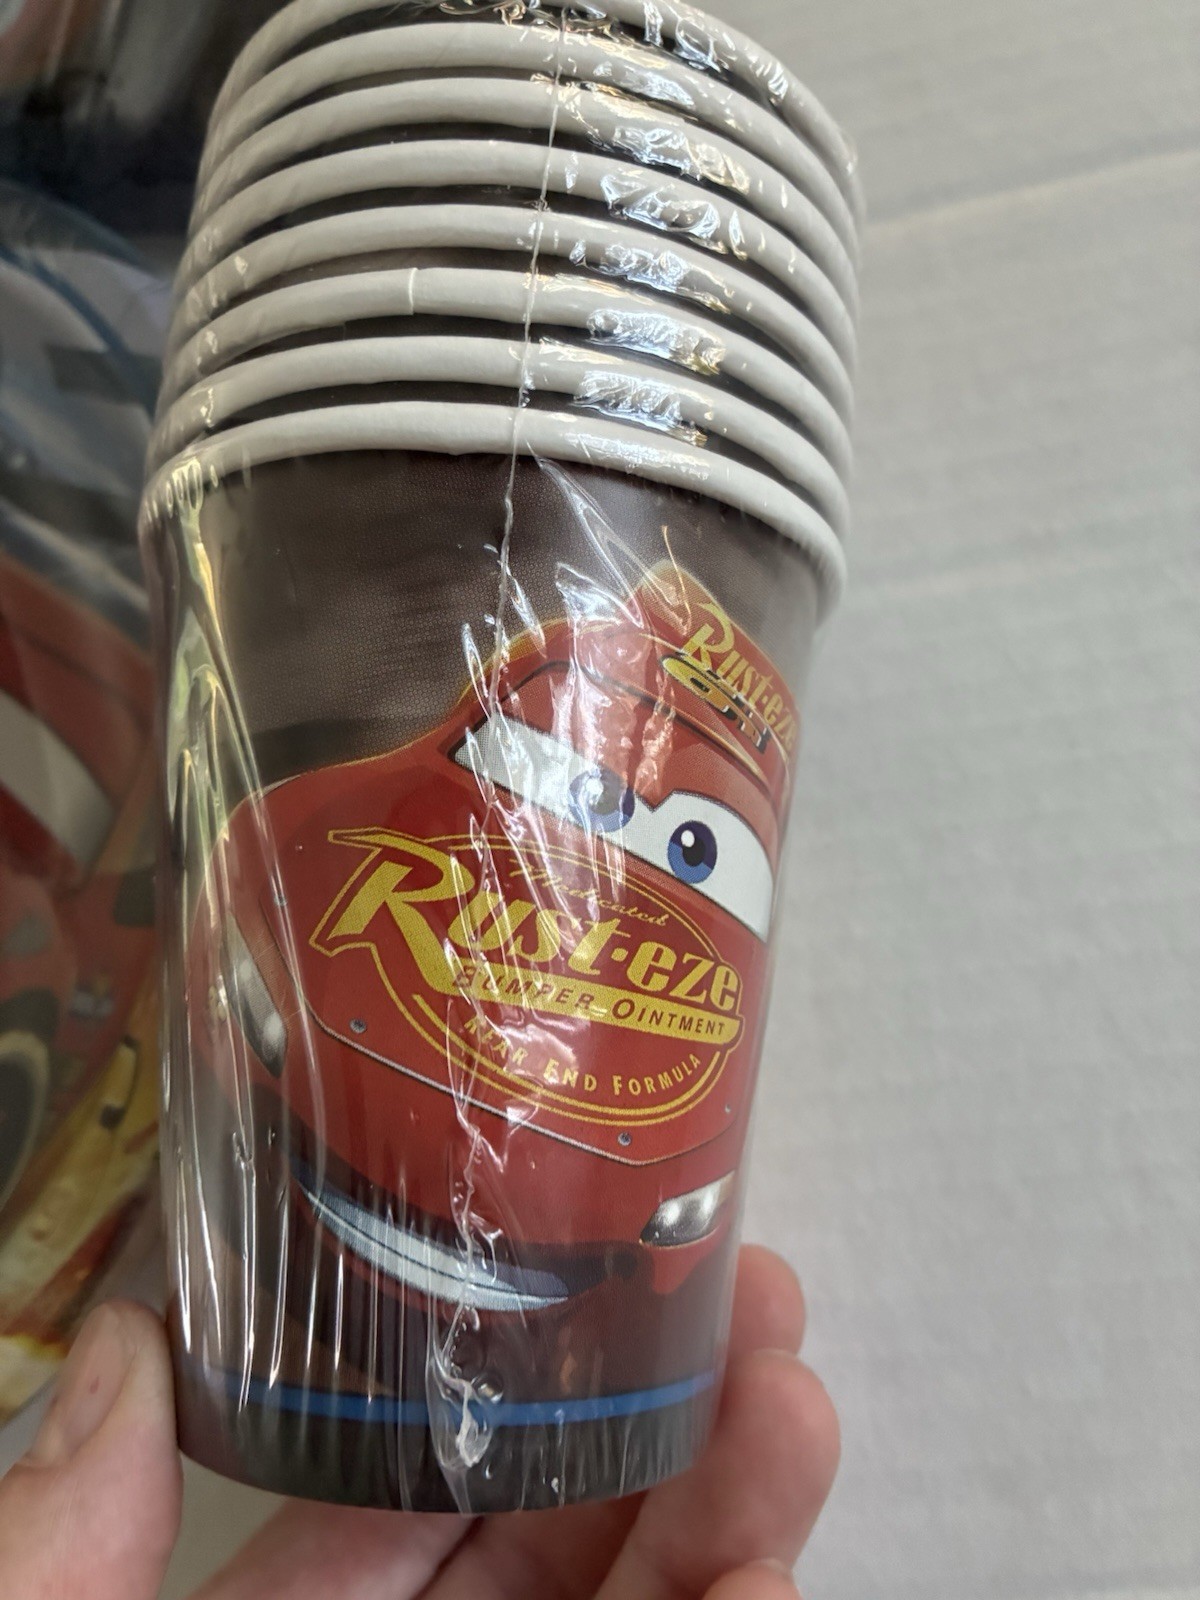 Rust-eze
Medicated
Rust-eze
BUMPER OINTMENT
REAR END FORMULA